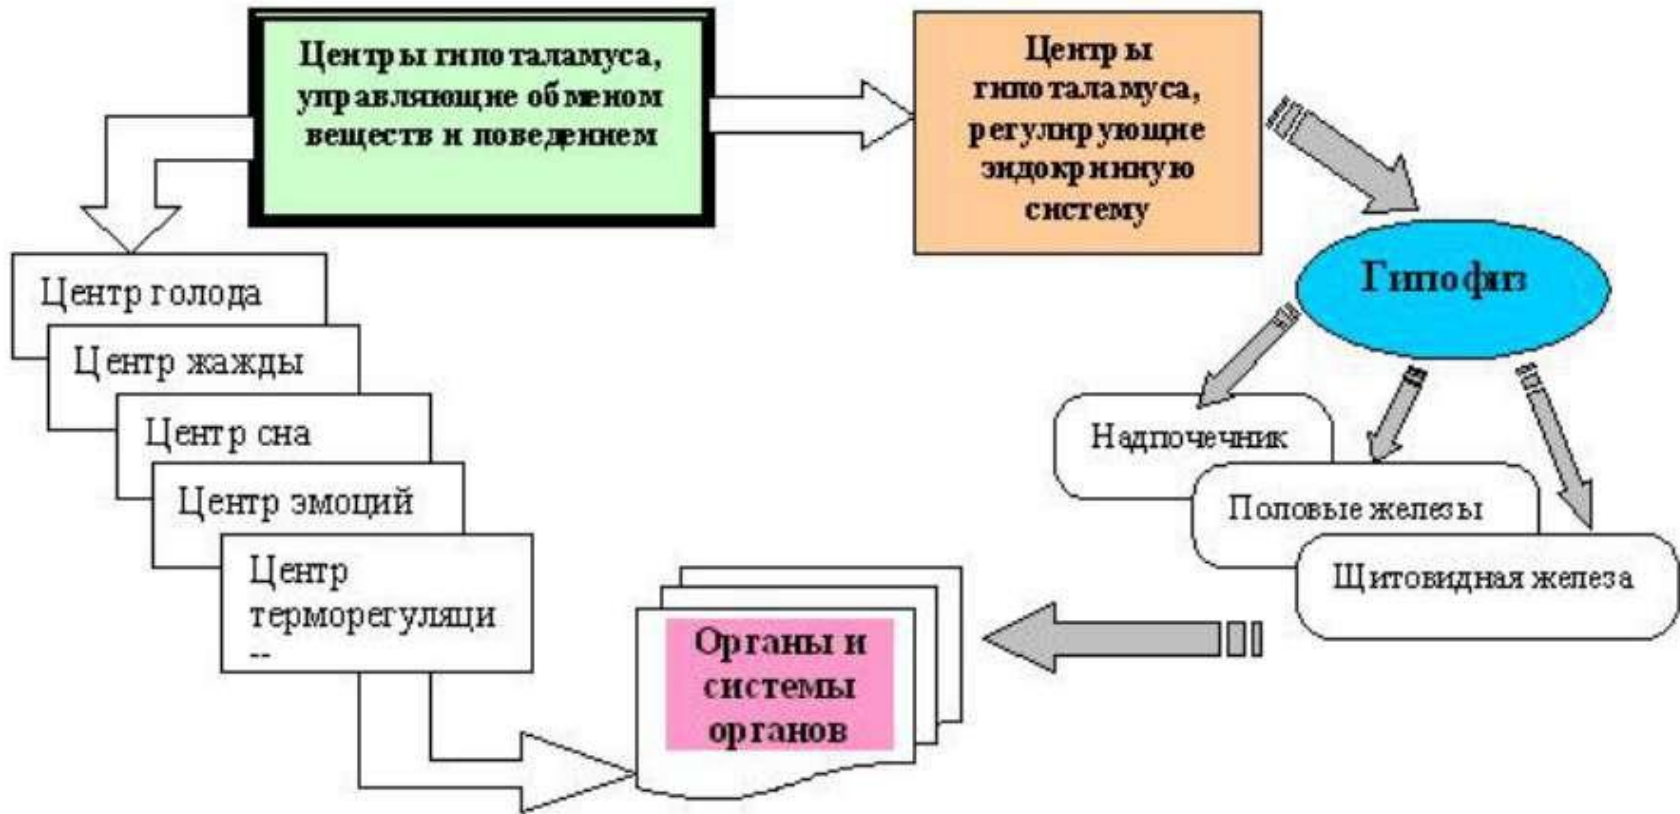 Центры гипоталамуса,
управляющие обменом
веществ и поведением
Центры
гипоталамуса,
регулирующие
эндокринную
систему
Гипофиз
Центр голода
Центр жажды
Центр сна
Центр эмоций
Центр
терморегуляци
--
Надпочечник
Половые железы
Щитовидная железа
Органы и
системы
органов